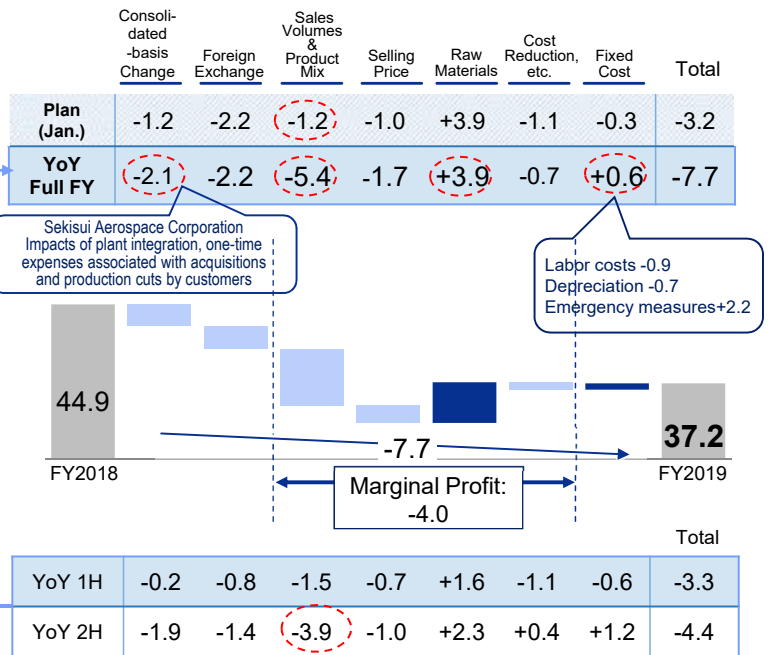 Consoli-
dated
-basis
Change
Foreign
Exchange
Sales
Volumes
&
Product
Mix
Selling
Price
Raw
Materials
Cost
Reduction,
etc.
Fixed
Cost
Total
Plan
(Jan.)
-1.2 -2.2 -1.2 -1.0 +3.9 -1.1 -0.3 -3.2
YoY
Full FY
-2.1 -2.2 -5.4 -1.7 +3.9 -0.7 +0.6 -7.7
Sekisui Aerospace Corporation
Impacts of plant integration, one-time
expenses associated with acquisitions
and production cuts by customers
Labor costs -0.9
Depreciation -0.7
Emergency measures+2.2
44.9
-7.7
37.2
FY2018
FY2019
Marginal Profit:
-4.0
Total
YoY 1H -0.2 -0.8 -1.5 -0.7 +1.6 -1.1 -0.6 -3.3
YoY 2H -1.9 -1.4 -3.9 -1.0 +2.3 +0.4 +1.2 -4.4